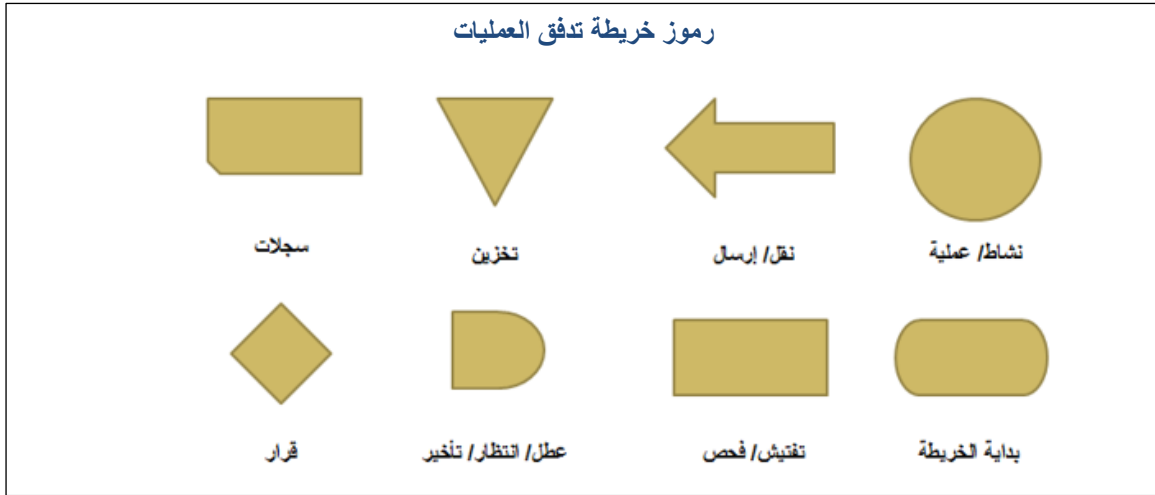 رموز خريطة تدفق العمليات
نشاط/ عملية
نقل/ إرسال
تخزين
سجلات
بداية الخريطة
تفتيش/ فحص
عطل/ انتظار/ تأخير
قرار